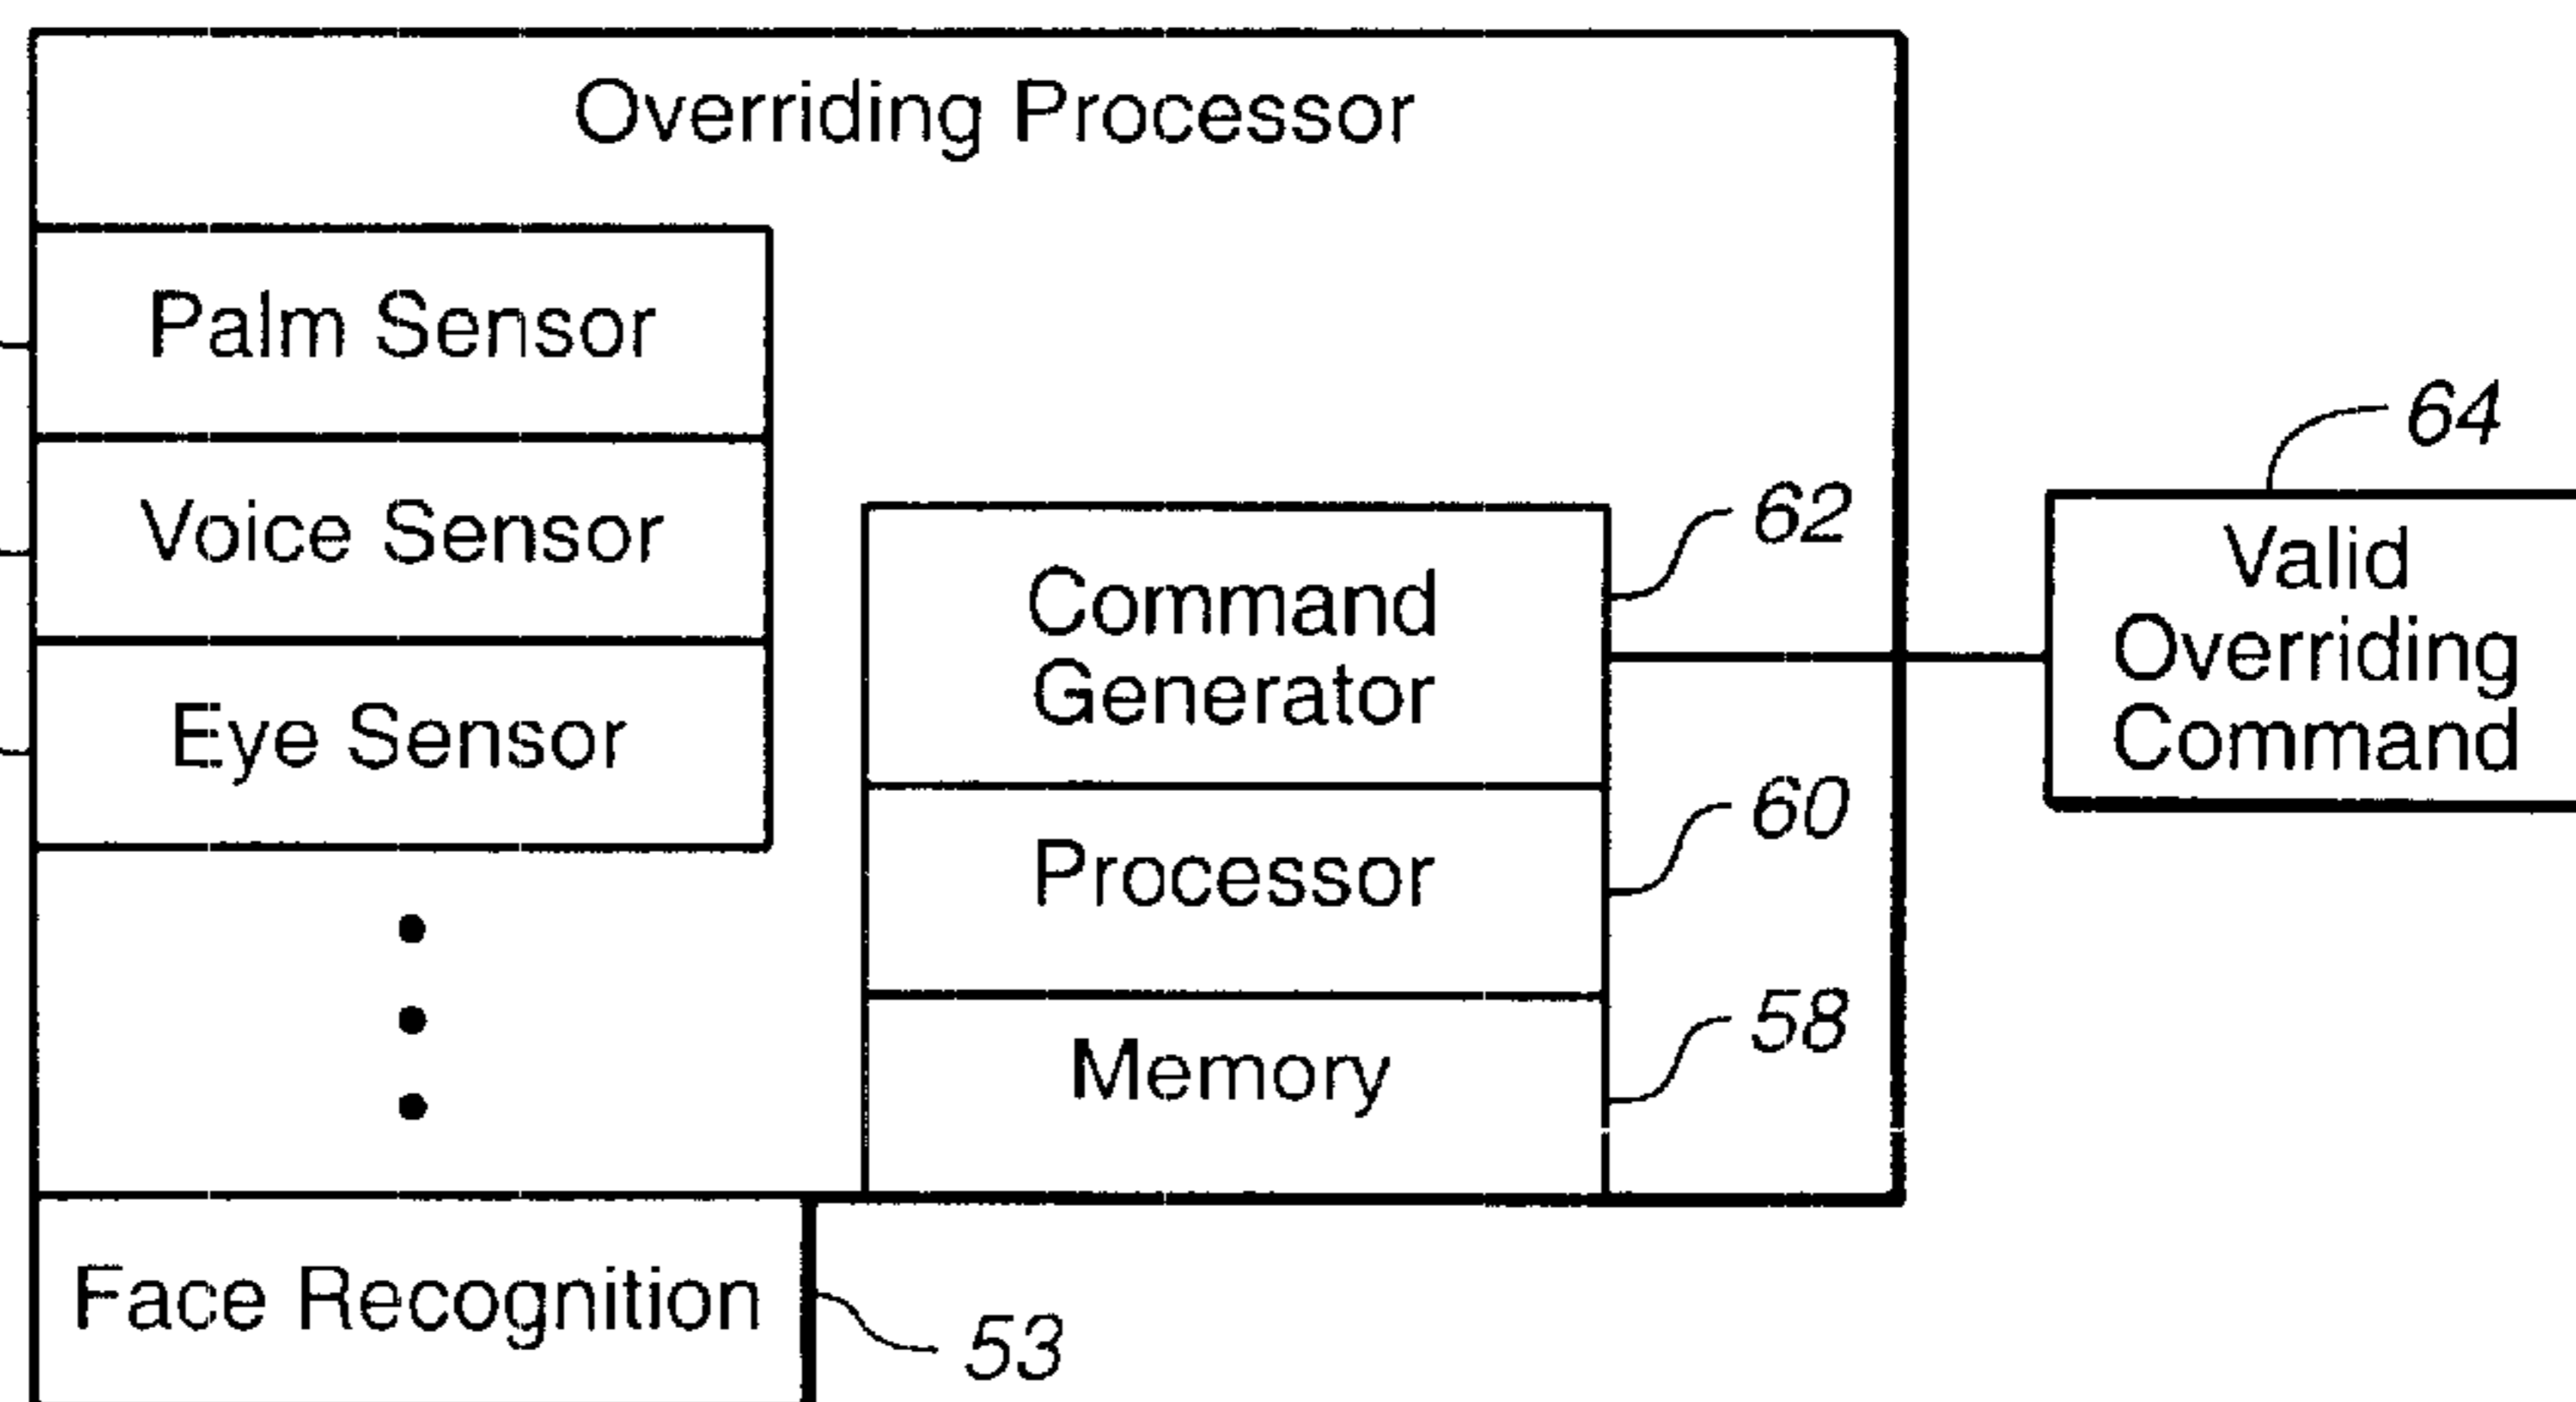 Overriding Processor
Palm Sensor
Voice Sensor
Eye Sensor
Face Recognition
53
Command
Generator
62
Processor
60
Memory
58
64
Valid
Overriding
Command